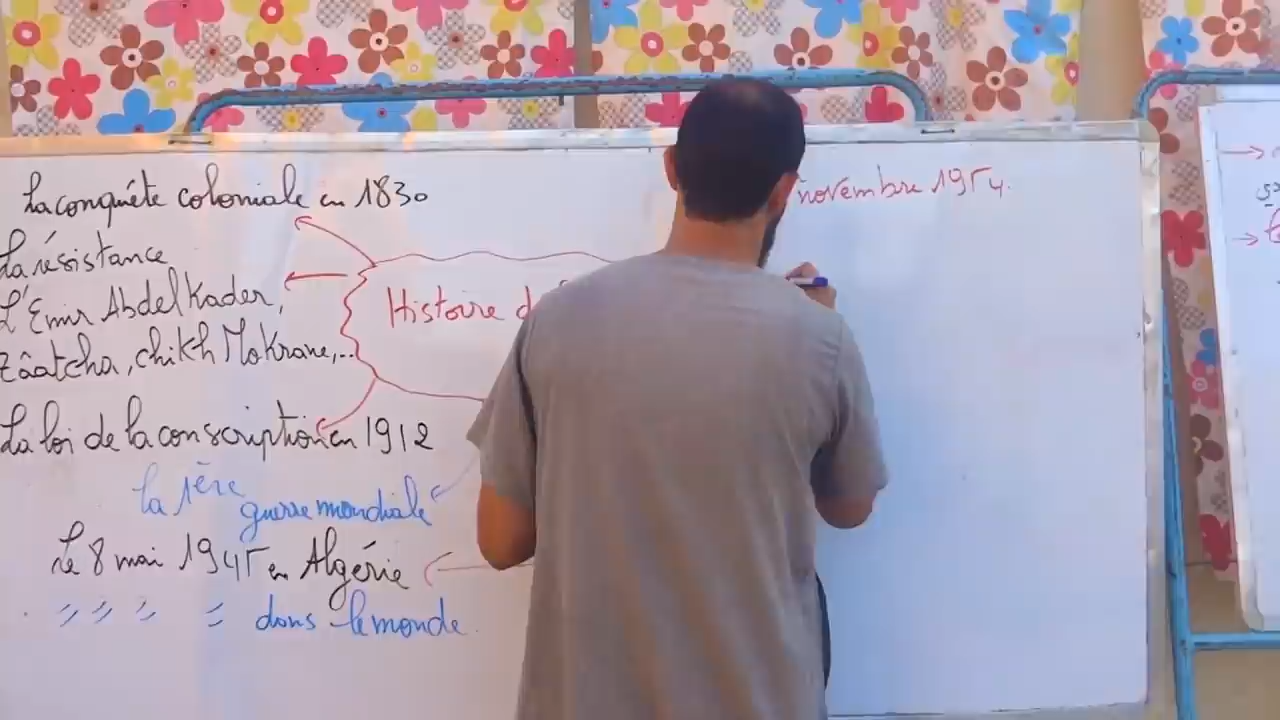 La conquête coloniale en 1830
La résistance
L'Emir AbdelKader,
Zâatcha, chikh Mokrane,..
La loi de la conscription en 1912
la 1ère
guerre mondiale
Le 8 mai 1945 en Algérie
" " " " dans le monde.
Histoire d
novembre 1954.